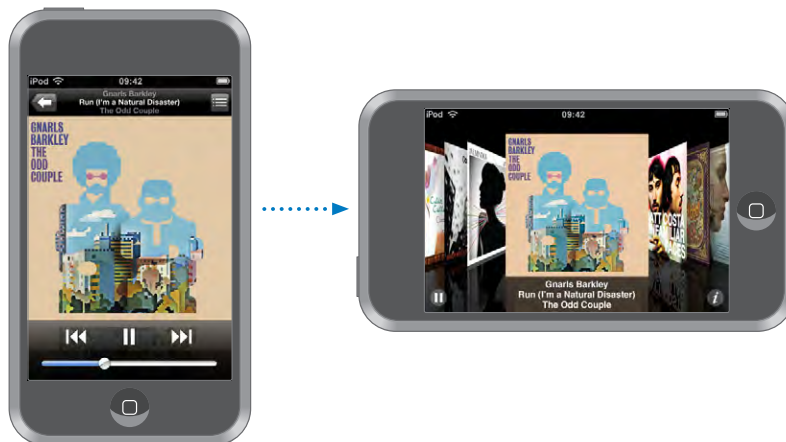 iPod 09:42
Gnarls Barkley
Run (I'm a Natural Disaster)
The Odd Couple
GNARLS
BARKLEY
THE
ODD
COUPLE
iPod 09:42
GNARLS
BARKLEY
THE
ODD
COUPLE
Gnarls Barkley
Run (I'm a Natural Disaster)
The Odd Couple
i